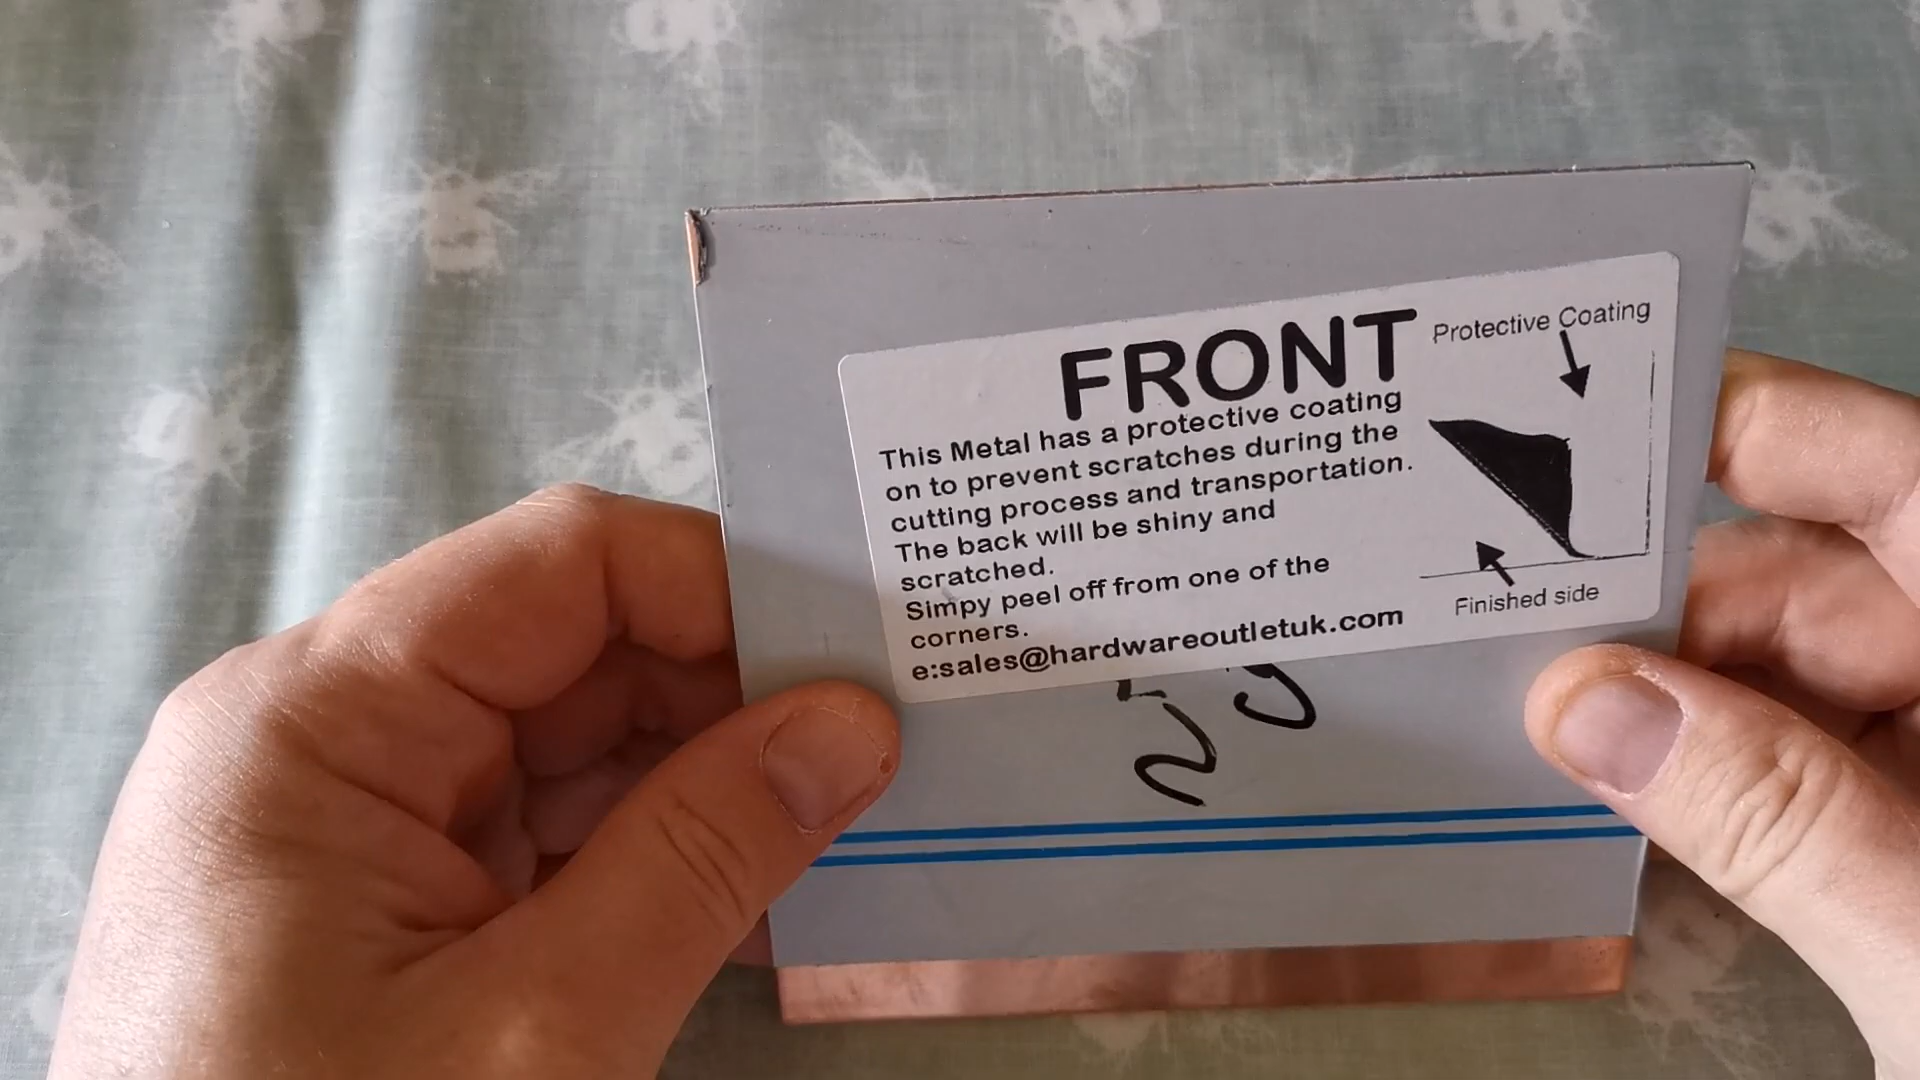 FRONT
Protective Coating
This Metal has a protective coating
on to prevent scratches during the
cutting process and transportation.
The back will be shiny and
scratched.
Simpy peel off from one of the
corners.
e:sales@hardwareoutletuk.com
Finished side